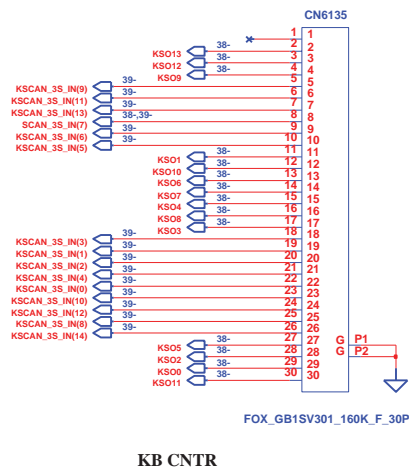 CN6135
1 1
KSO13 38- 2 2
KSO12 38- 3 3
KSO9 38- 4 4
KSCAN_3S_IN(9) 39- 5 5
KSCAN_3S_IN(11) 39- 6 6
KSCAN_3S_IN(13) 39- 7 7
SCAN_3S_IN(7) 38-,39- 8 8
KSCAN_3S_IN(6) 39- 9 9
KSCAN_3S_IN(5) 39- 10 10
KSO1 38- 11 11
KSO10 38- 12 12
KSO6 38- 13 13
KSO7 38- 14 14
KSO4 38- 15 15
KSO8 38- 16 16
KSO3 38- 17 17
KSCAN_3S_IN(3) 39- 18 18
KSCAN_3S_IN(1) 39- 19 19
KSCAN_3S_IN(2) 39- 20 20
KSCAN_3S_IN(4) 39- 21 21
KSCAN_3S_IN(0) 39- 22 22
KSCAN_3S_IN(10) 39- 23 23
KSCAN_3S_IN(12) 39- 24 24
KSCAN_3S_IN(8) 39- 25 25
KSCAN_3S_IN(14) 39- 26 26
KSO5 38- 27 27 G P1
KSO2 38- 28 28 G P2
KSO0 38- 29 29
KSO11 38- 30 30
FOX_GB1SV301_160K_F_30P
KB CNTR